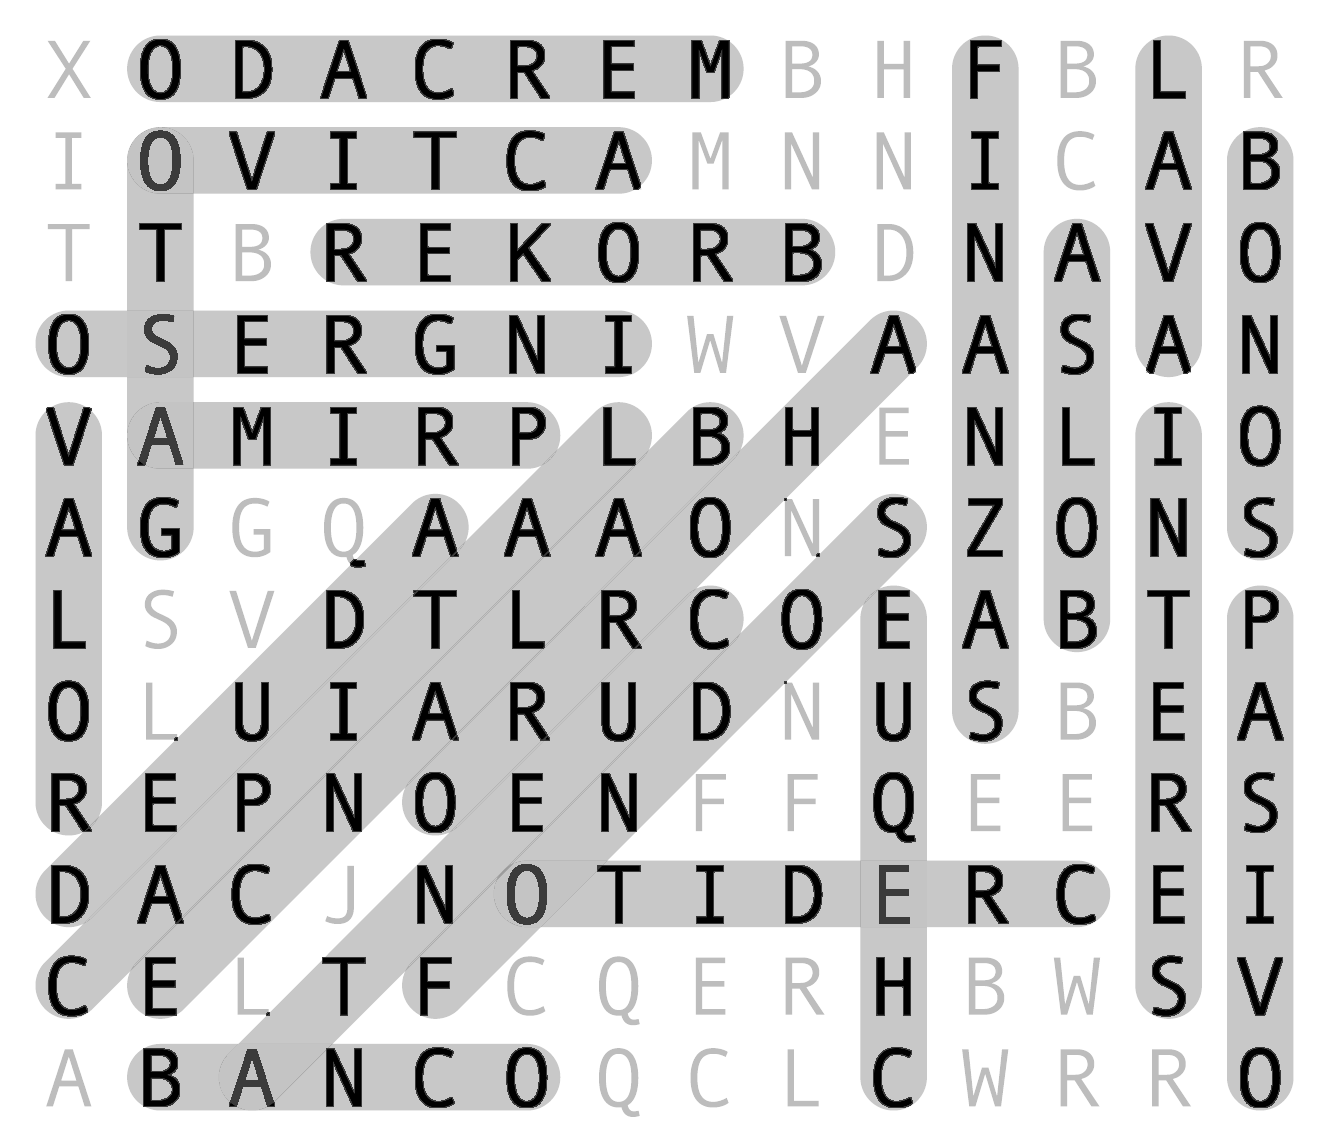 X O D A C R E M B H F B L R
I O V I T C A M N N I C A B
T T B R E K O R B D N A V O
O S E R G N I W V A A S A N
V A M I R P L B H E N L I O
A G G Q A A A O N S Z O N S
L S V D T L R C O E A B T P
O L U I A R U D N U S B E A
R E P N O E N F F Q E E R S
D A C J N O T I D E R C E I
C E L T F C Q E R H B W S V
A B A N C O Q C L C W R R O